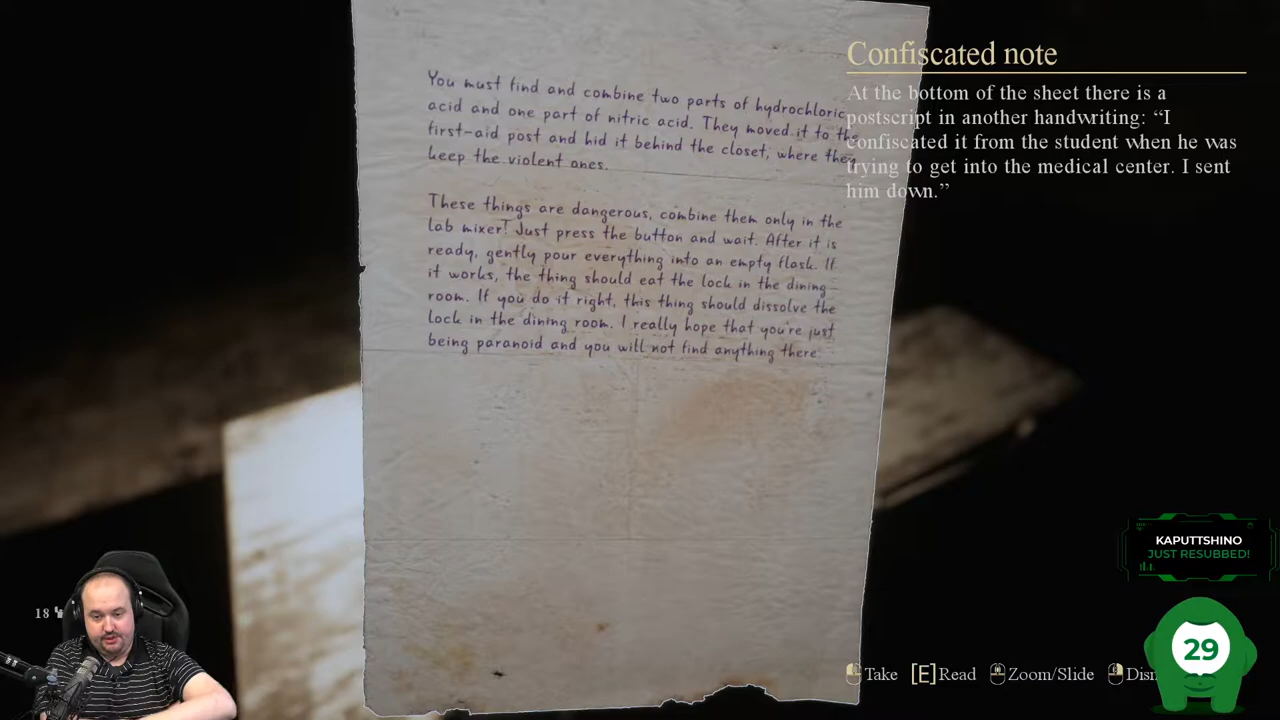 You must find and combine two parts of hydrochloric
acid and one part of nitric acid. They moved it to the
first-aid post and hid it behind the closet, where they
keep the violent ones.
These things are dangerous, combine them only in the
lab mixer! Just press the button and wait. After it is
ready, gently pour everything into an empty flask. If
it works, the thing should eat the lock in the dining
room. If you do it right, this thing should dissolve the
lock in the dining room. I really hope that you're just
being paranoid and you will not find anything there.
Confiscated note
At the bottom of the sheet there is a
postscript in another handwriting: “I
confiscated it from the student when he was
trying to get into the medical center. I sent
him down.”
KAPUTTSHINO
JUST RESUBBED!
18
29
Take [E]Read Zoom/Slide